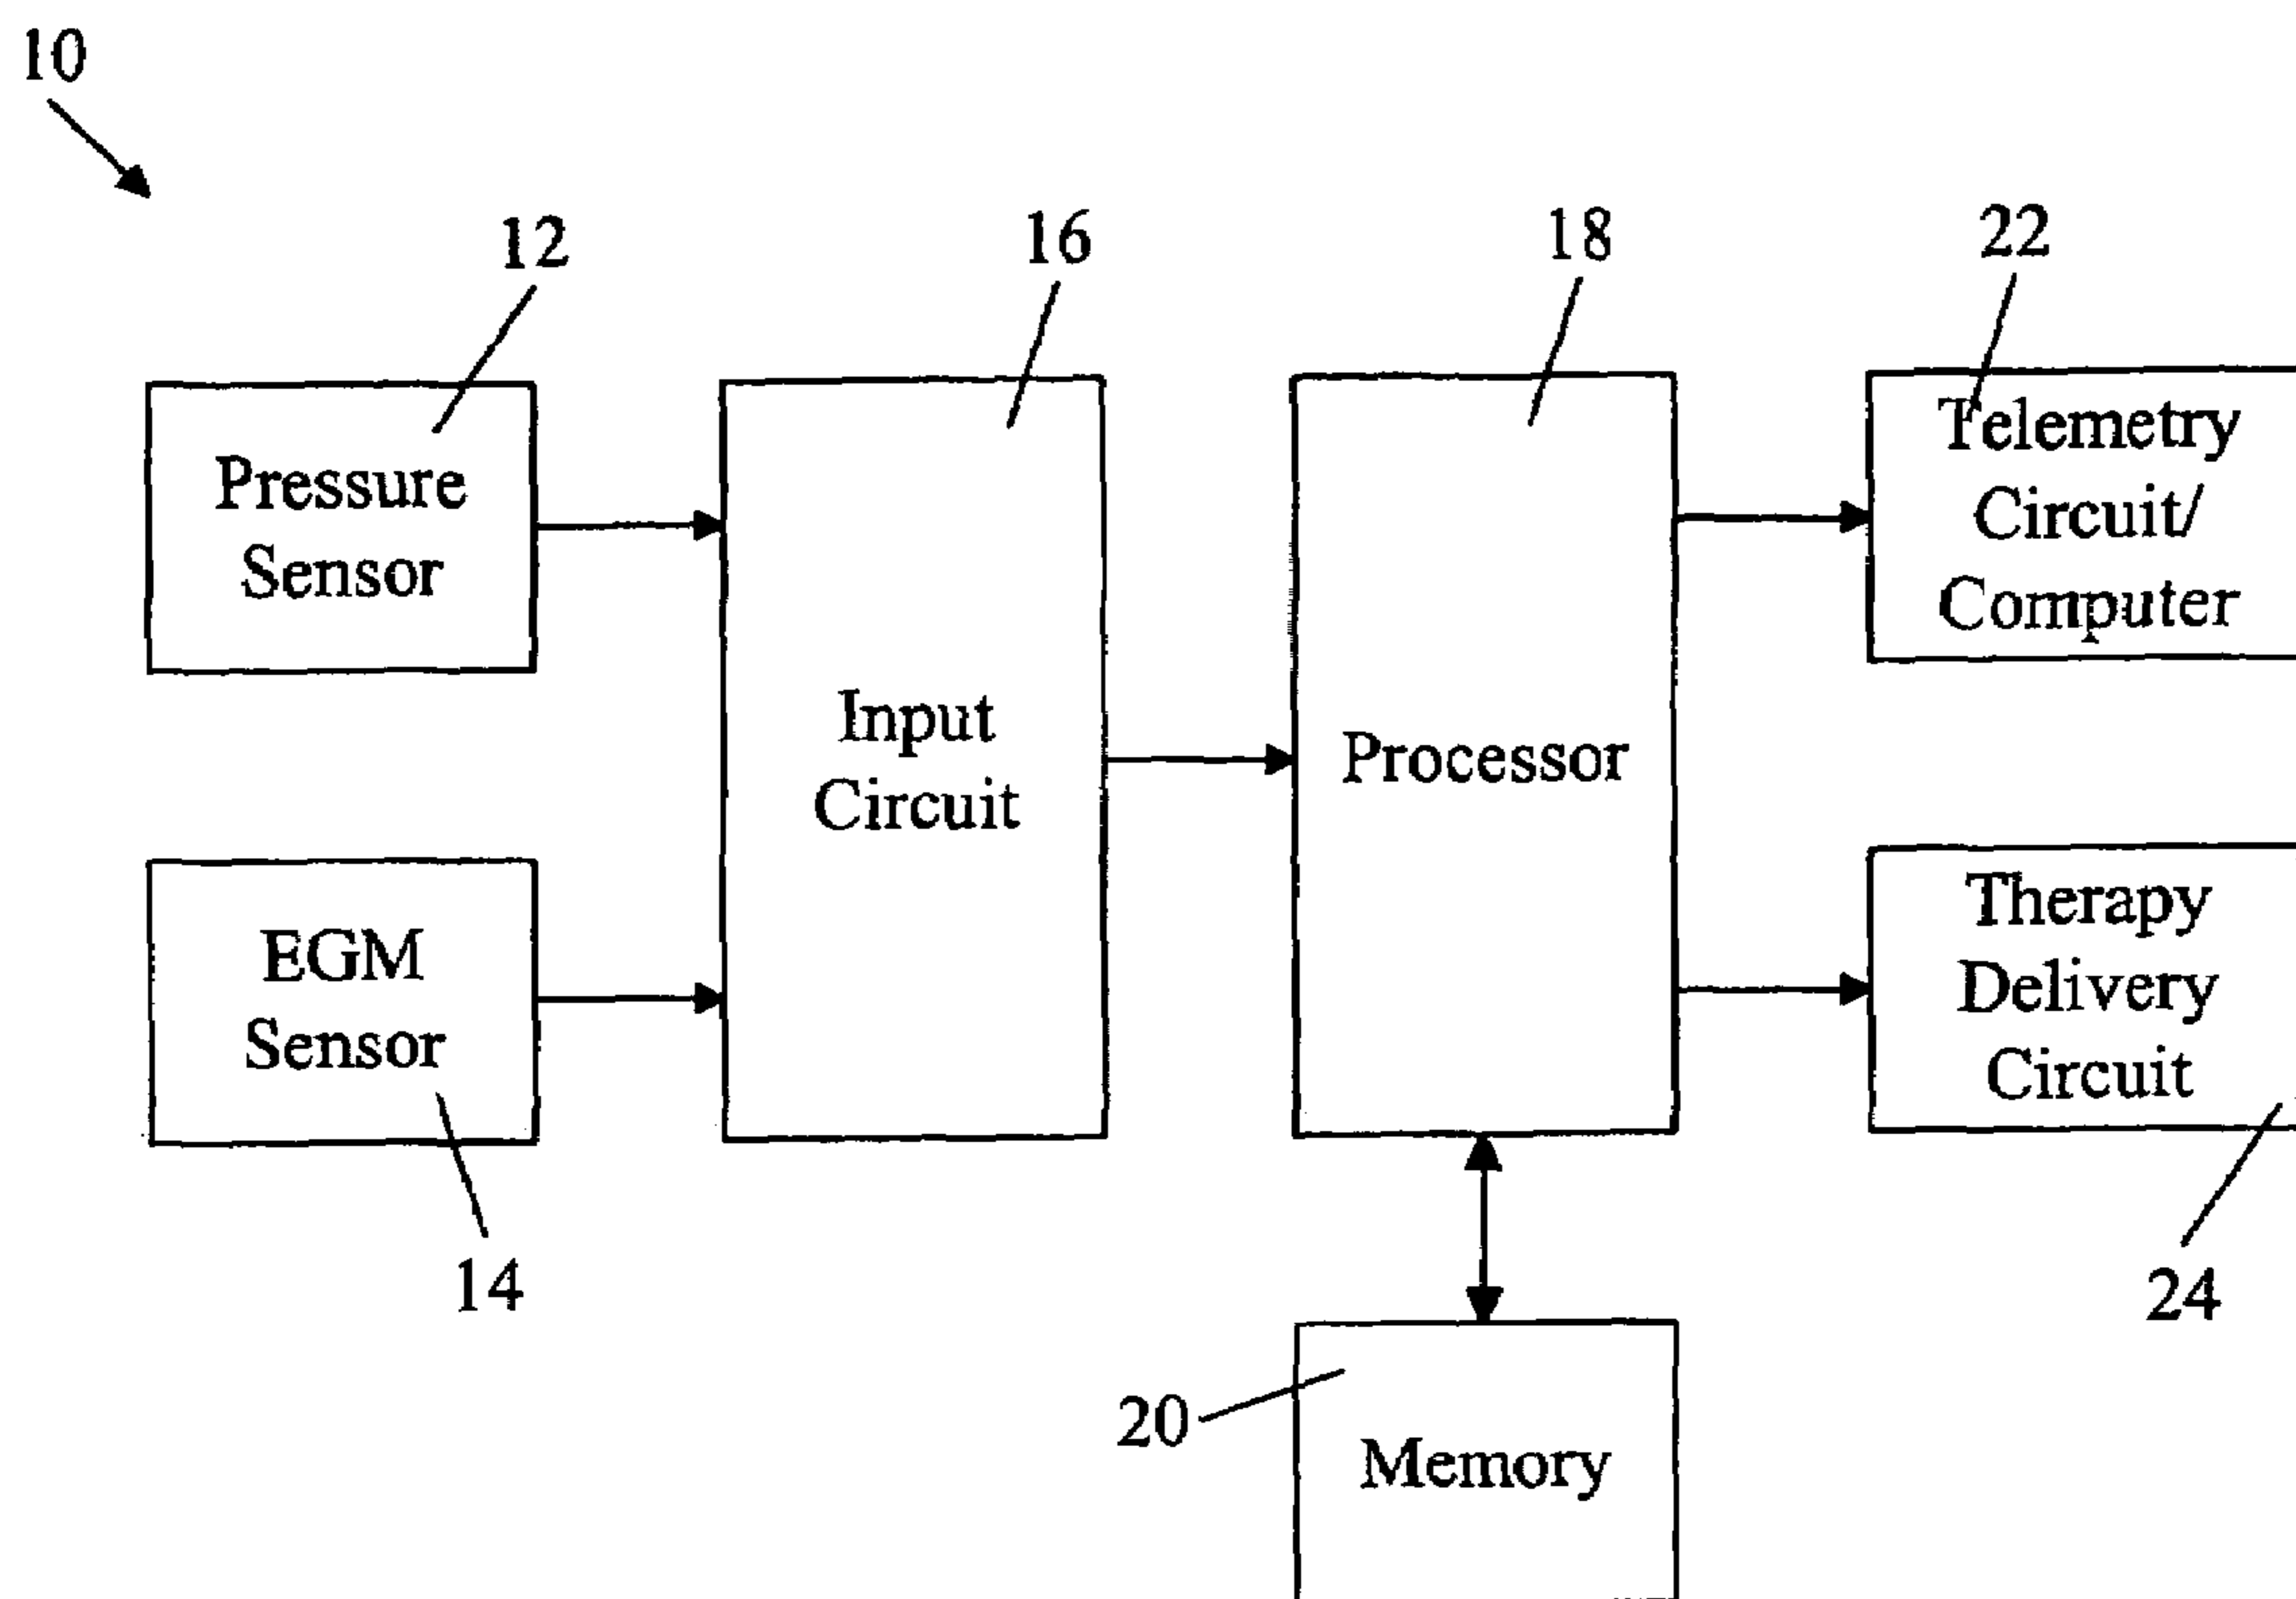 10
12
16
18
22
Pressure
Sensor
Input
Circuit
Processor
Telemetry
Circuit/
Computer
EGM
Sensor
14
Therapy
Delivery
Circuit
24
20
Memory